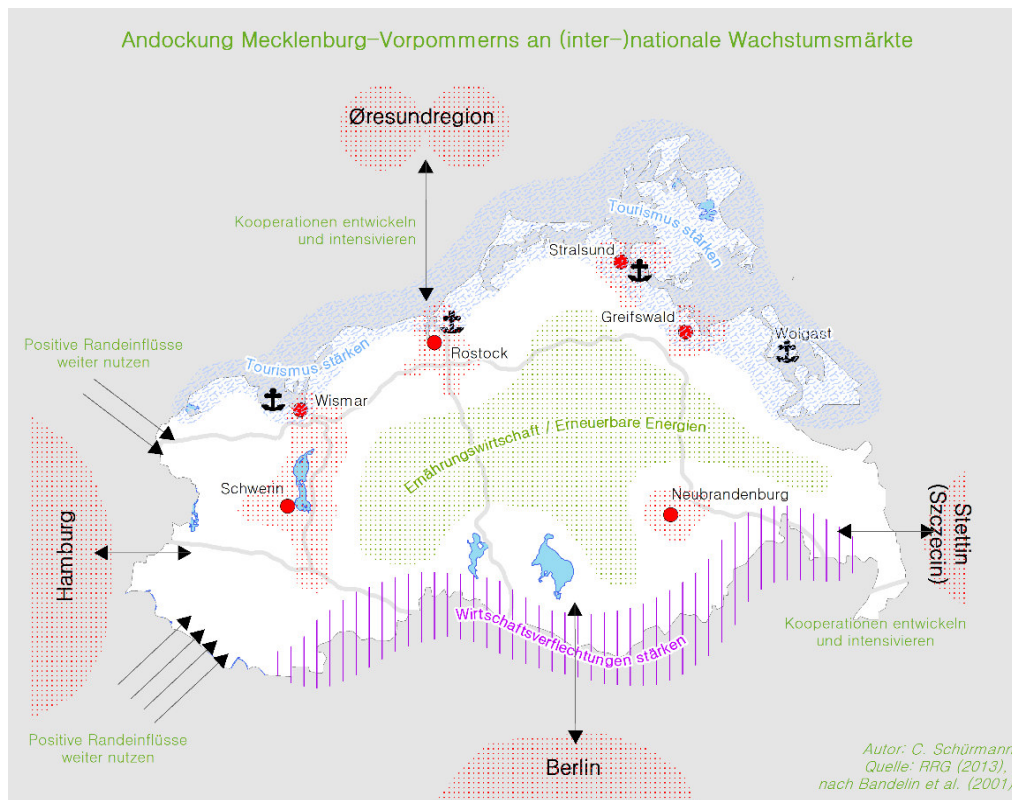 Andockung Mecklenburg-Vorpommerns an (inter-)nationale Wachstumsmärkte
Øresundregion
Kooperationen entwickeln
und intensivieren
Tourismus stärken
Stralsund
Greifswald
Wolgast
Rostock
Tourismus stärken
Positive Randeinflüsse
weiter nutzen
Wismar
Ernährungswirtschaft / Erneuerbare Energien
Schwerin
Neubrandenburg
Hamburg
Stettin
(Szczecin)
Wirtschaftsverflechtungen stärken
Kooperationen entwickeln
und intensivieren
Positive Randeinflüsse
weiter nutzen
Berlin
Autor: C. Schürmann
Quelle: RRG (2013),
nach Bandelin et al. (2001)